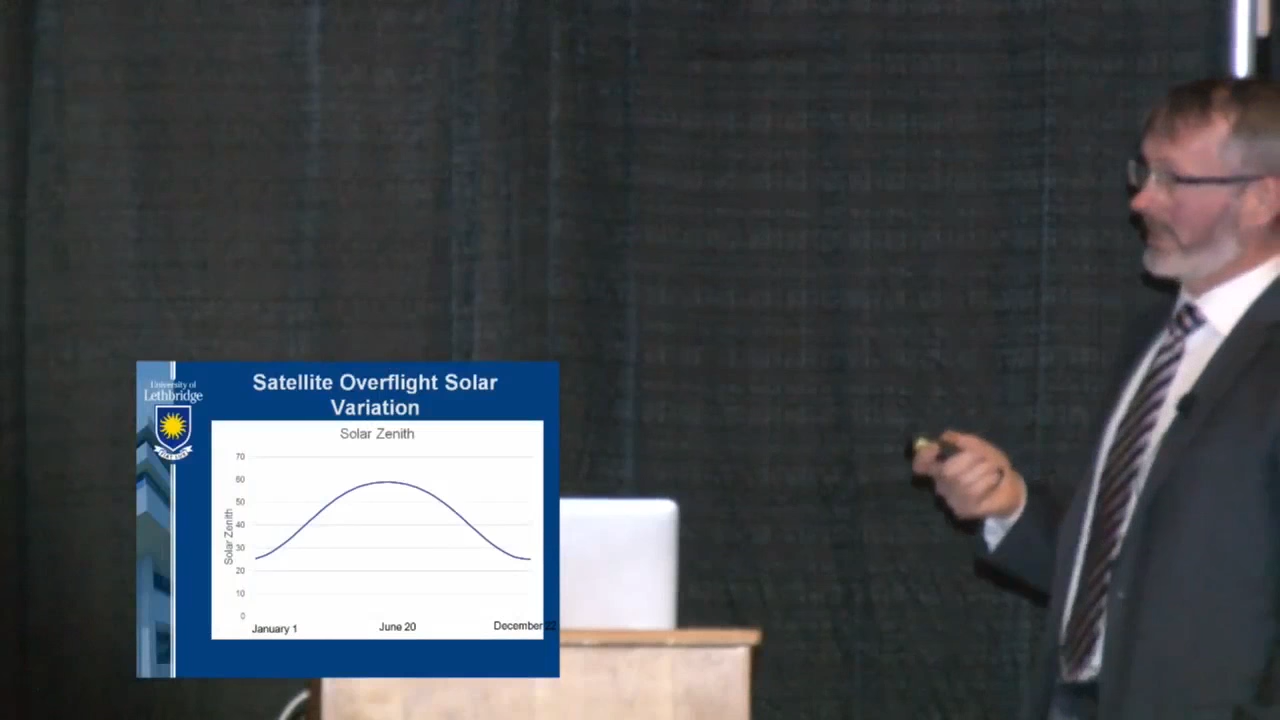 Satellite Overflight Solar
Variation
University of
Lethbridge
Solar Zenith
70
60
50
40
30
20
10
0
Solar Zenith
January 1
June 20
December 22